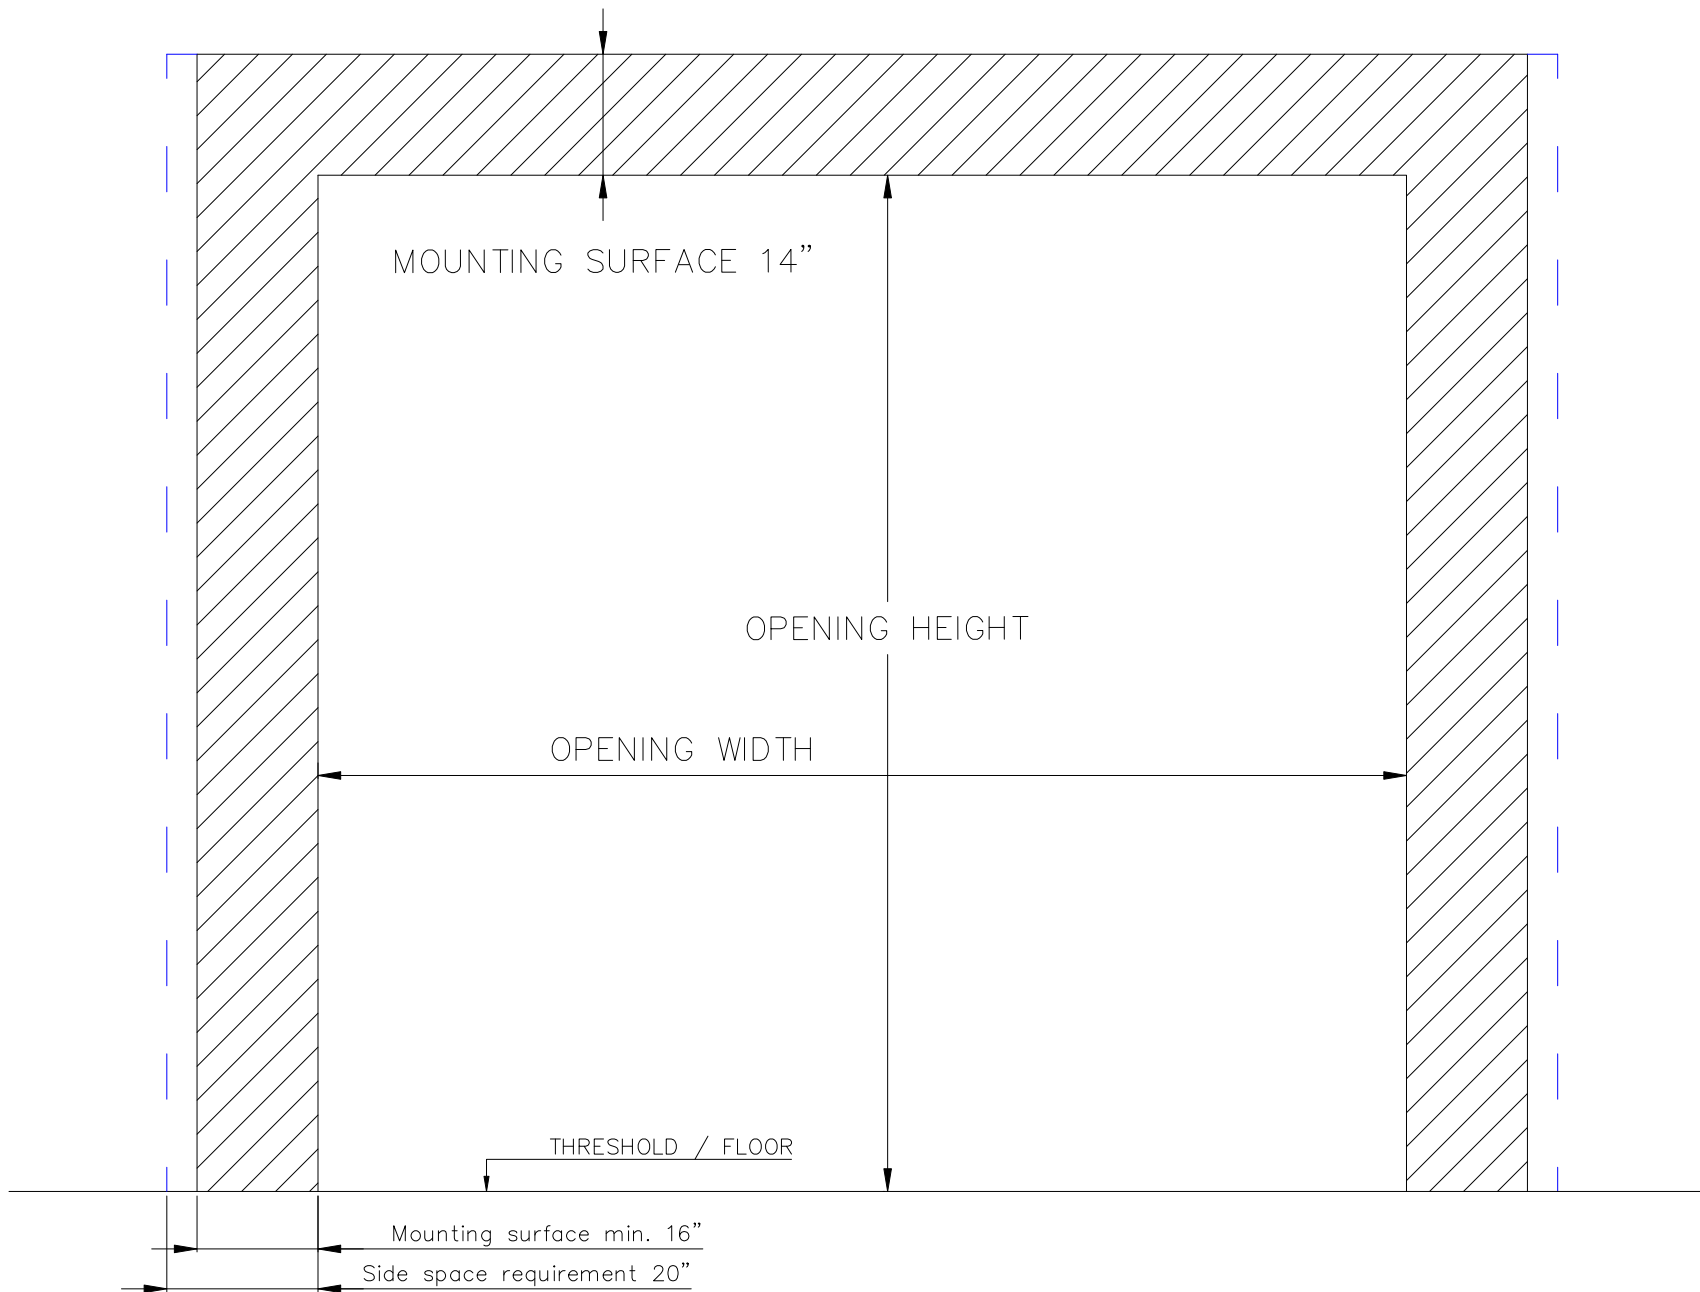 MOUNTING SURFACE 14”
OPENING HEIGHT
OPENING WIDTH
THRESHOLD / FLOOR
Mounting surface min. 16”
Side space requirement 20”